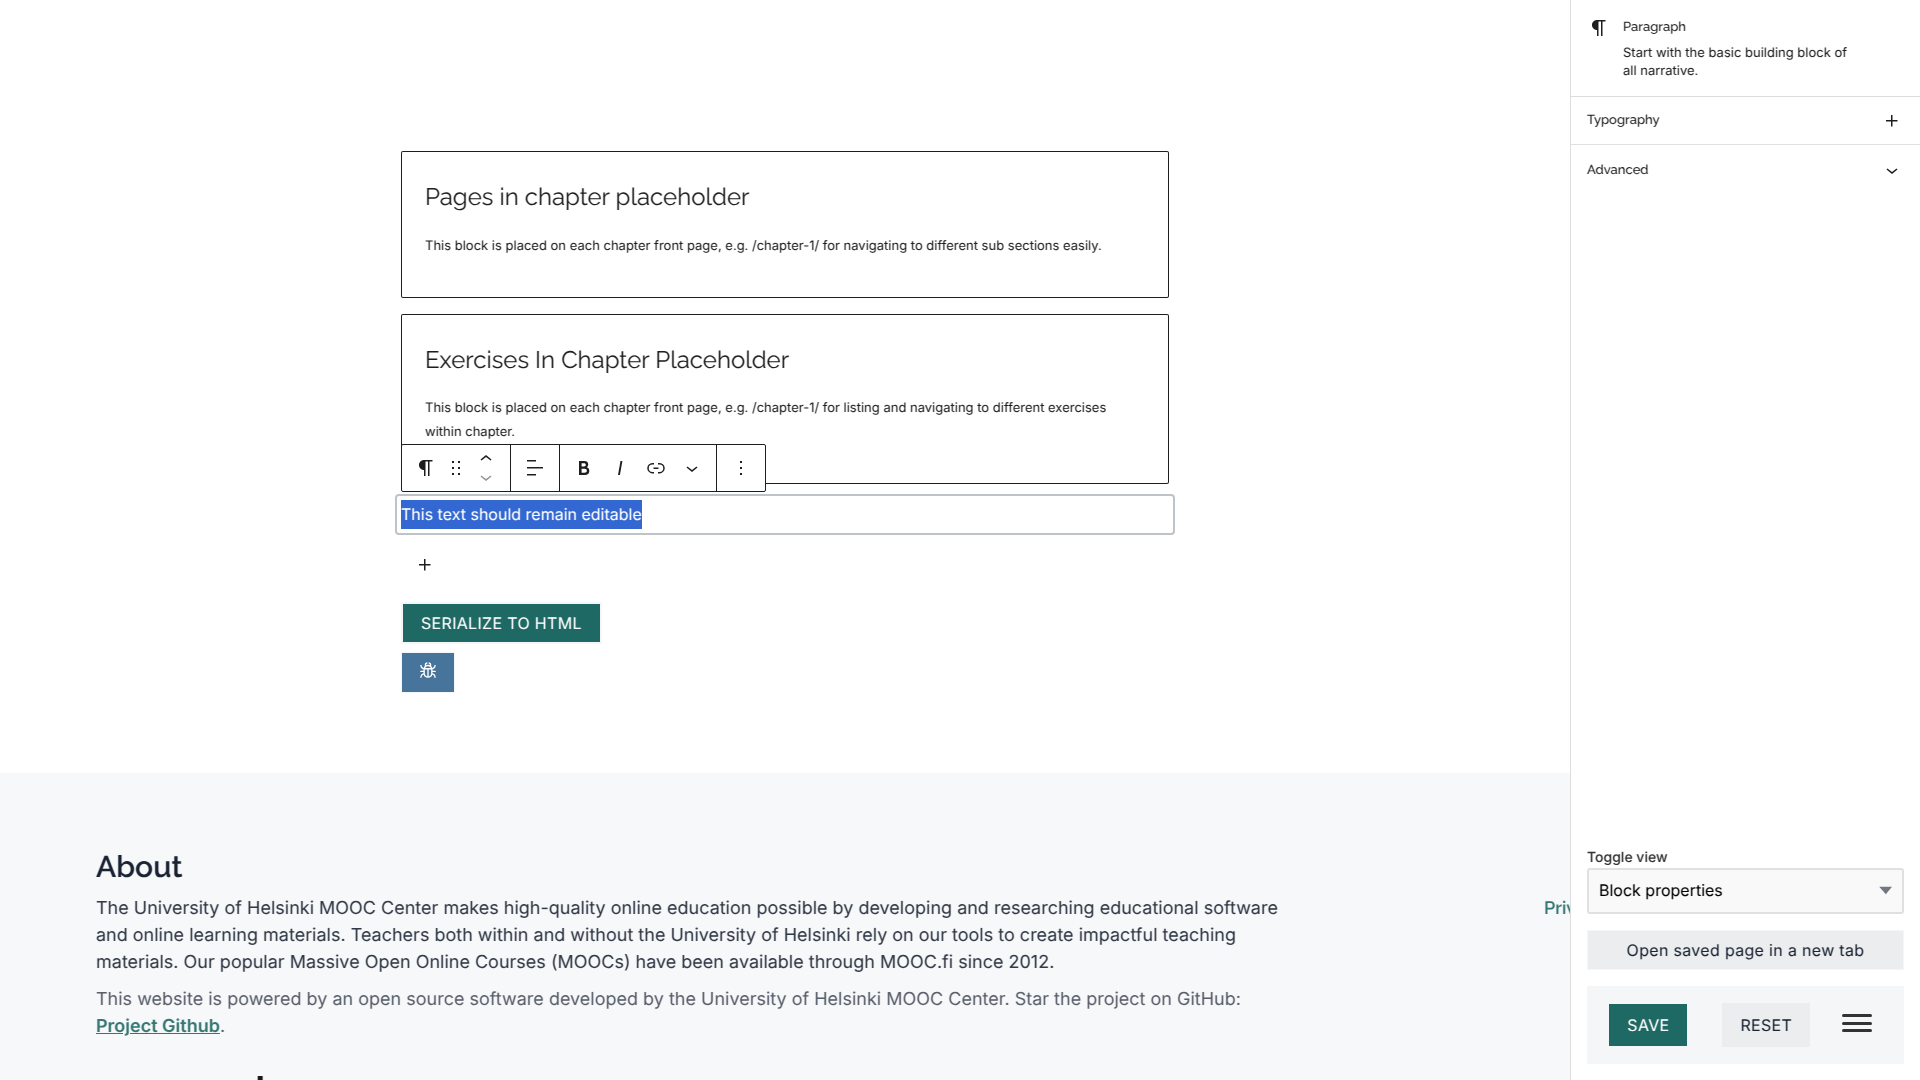 Pages in chapter placeholder
This block is placed on each chapter front page, e.g. /chapter-1/ for navigating to different sub sections easily.
Exercises In Chapter Placeholder
This block is placed on each chapter front page, e.g. /chapter-1/ for listing and navigating to different exercises
within chapter.
B I
This text should remain editable
SERIALIZE TO HTML
About
The University of Helsinki MOOC Center makes high-quality online education possible by developing and researching educational software
and online learning materials. Teachers both within and without the University of Helsinki rely on our tools to create impactful teaching
materials. Our popular Massive Open Online Courses (MOOCs) have been available through MOOC.fi since 2012.
This website is powered by an open source software developed by the University of Helsinki MOOC Center. Star the project on GitHub:
Project Github.
Paragraph
Start with the basic building block of
all narrative.
Typography
Advanced
Toggle view
Block properties
Open saved page in a new tab
SAVE
RESET